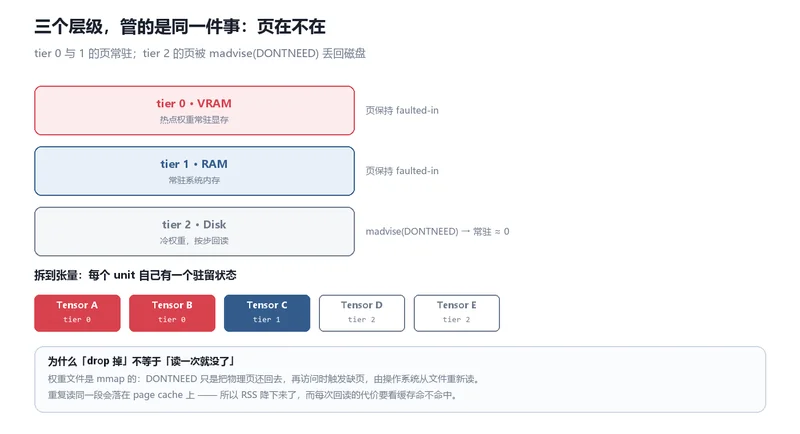 三个层级，管的是同一件事：页在不在
tier 0 与 1 的页常驻；tier 2 的页被 madvise(DONTNEED) 丢回磁盘
tier 0 · VRAM
热点权重常驻显存
页保持 faulted-in
tier 1 · RAM
常驻系统内存
页保持 faulted-in
tier 2 · Disk
冷权重，按步回读
madvise(DONTNEED) → 常驻 ≈ 0
拆到张量：每个 unit 自己有一个驻留状态
Tensor A
tier 0
Tensor B
tier 0
Tensor C
tier 1
Tensor D
tier 2
Tensor E
tier 2
为什么「drop 掉」不等于「读一次就没了」
权重文件是 mmap 的：DONTNEED 只是把物理页还回去，再访问时触发缺页，由操作系统从文件重新读。
重复读同一段会落在 page cache 上 —— 所以 RSS 降下来了，而每次回读的代价要看缓存命不命中。